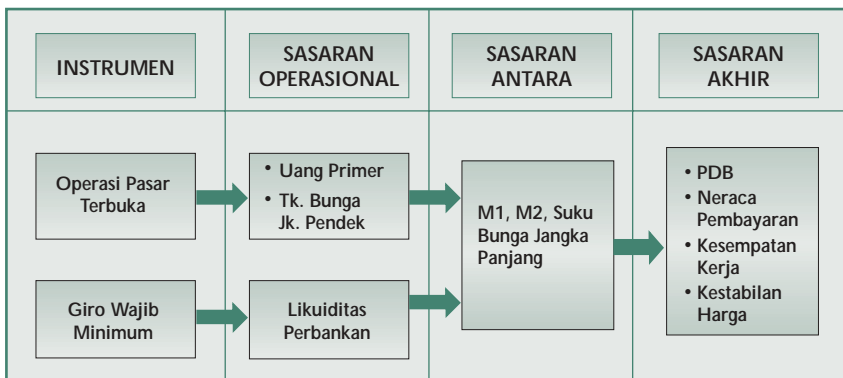 INSTRUMEN
SASARAN
OPERASIONAL
SASARAN
ANTARA
SASARAN
AKHIR
Operasi Pasar
Terbuka
• Uang Primer
• Tk. Bunga
Jk. Pendek
M1, M2, Suku
Bunga Jangka
Panjang
• PDB
• Neraca
Pembayaran
• Kesempatan
Kerja
• Kestabilan
Harga
Giro Wajib
Minimum
Likuiditas
Perbankan